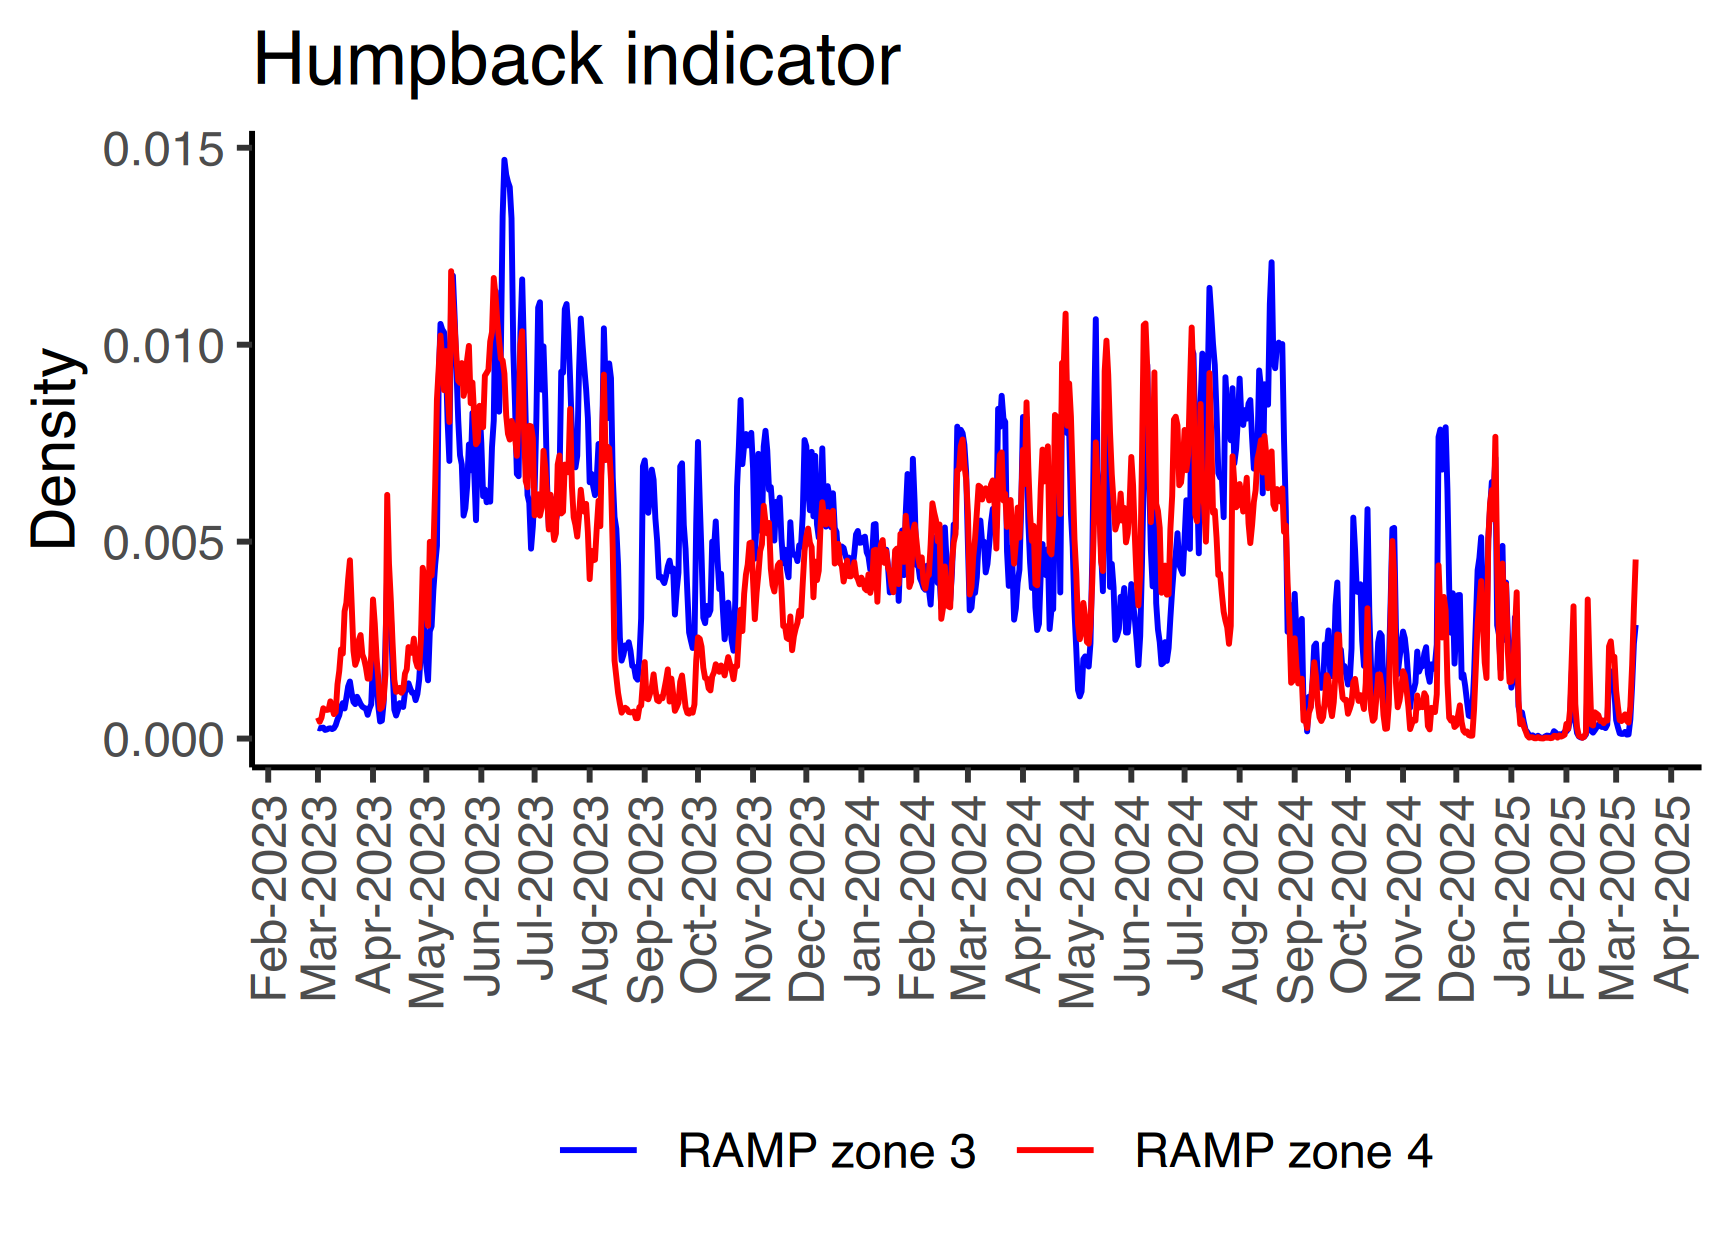 Humpback indicator
Density
0.015
0.010
0.005
0.000
Feb-2023
Mar-2023
Apr-2023
May-2023
Jun-2023
Jul-2023
Aug-2023
Sep-2023
Oct-2023
Nov-2023
Dec-2023
Jan-2024
Feb-2024
Mar-2024
Apr-2024
May-2024
Jun-2024
Jul-2024
Aug-2024
Sep-2024
Oct-2024
Nov-2024
Dec-2024
Jan-2025
Feb-2025
Mar-2025
Apr-2025
RAMP zone 3 RAMP zone 4